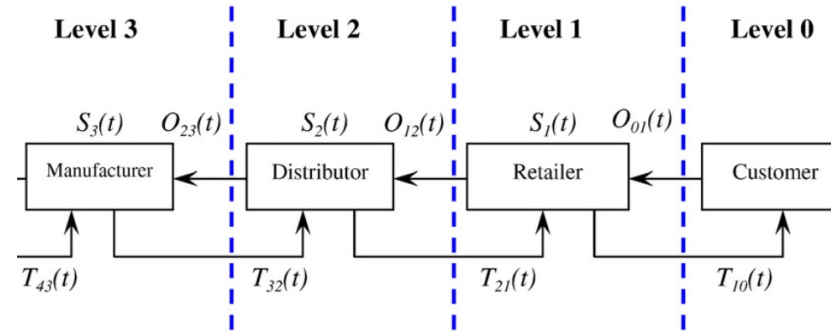 Level 3 Level 2 Level 1 Level 0
S₃(t) O₂₃(t) S₂(t) O₁₂(t) S₁(t) O₀₁(t)
Manufacturer Distributor Retailer Customer
T₄₃(t) T₃₂(t) T₂₁(t) T₁₀(t)